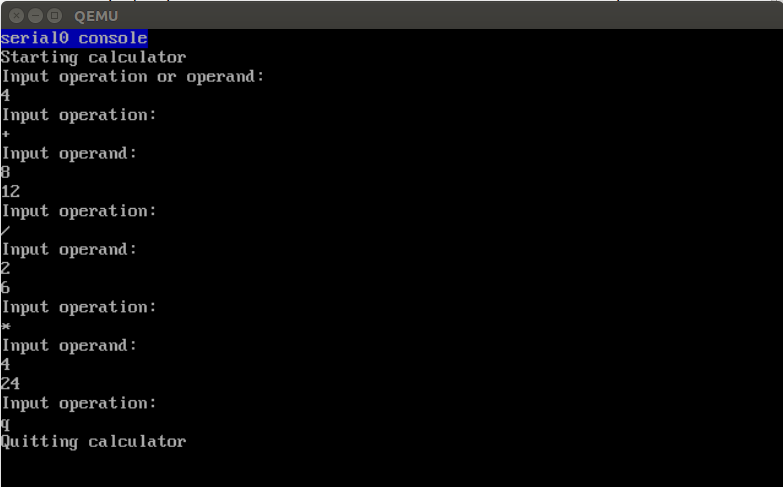 QEMU
serial0 console
Starting calculator
Input operation or operand:
4
Input operation:
+
Input operand:
8
12
Input operation:
/
Input operand:
2
6
Input operation:
*
Input operand:
4
24
Input operation:
q
Quitting calculator